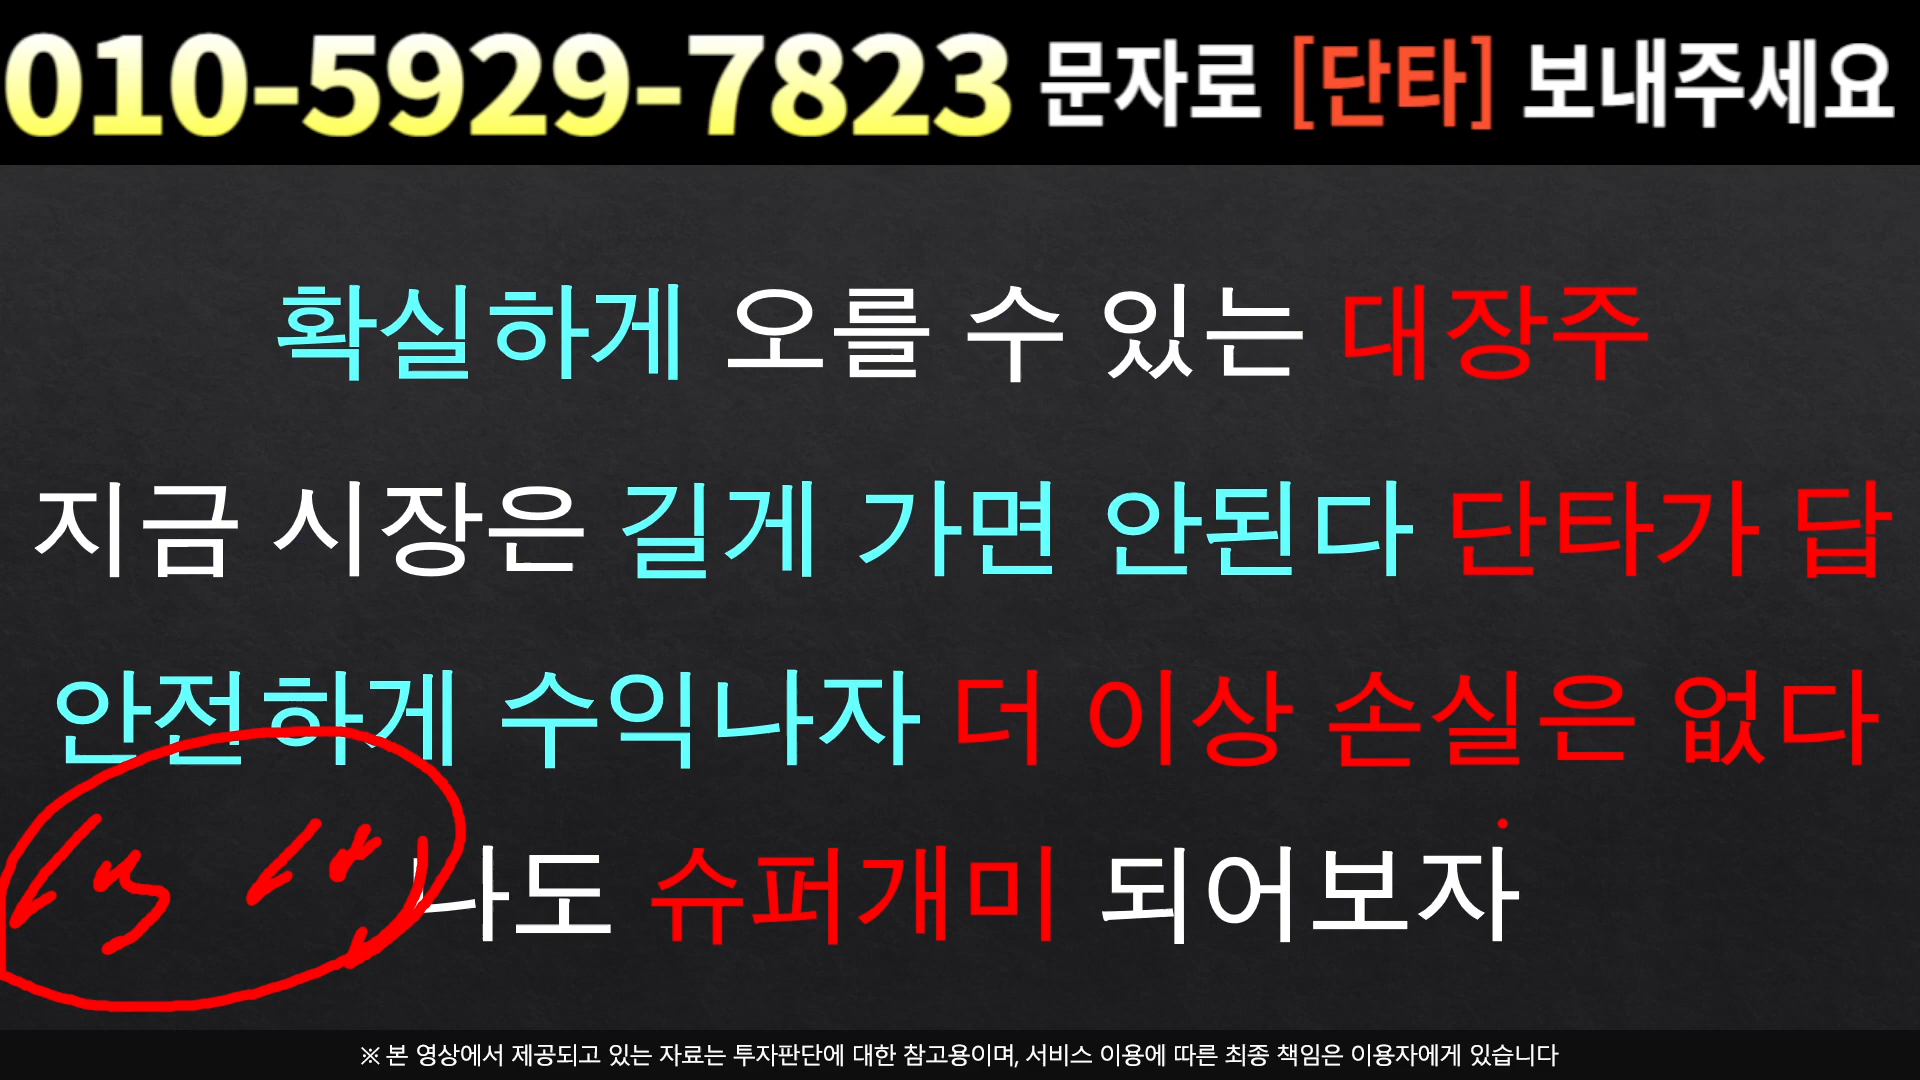 010-5929-7823 문자로 [단타] 보내주세요
확실하게 오를 수 있는 대장주
지금 시장은 길게 가면 안된다 단타가 답
안전하게 수익나자 더 이상 손실은 없다
나도 슈퍼개미 되어보자
※ 본 영상에서 제공되고 있는 자료는 투자판단에 대한 참고용이며, 서비스 이용에 따른 최종 책임은 이용자에게 있습니다